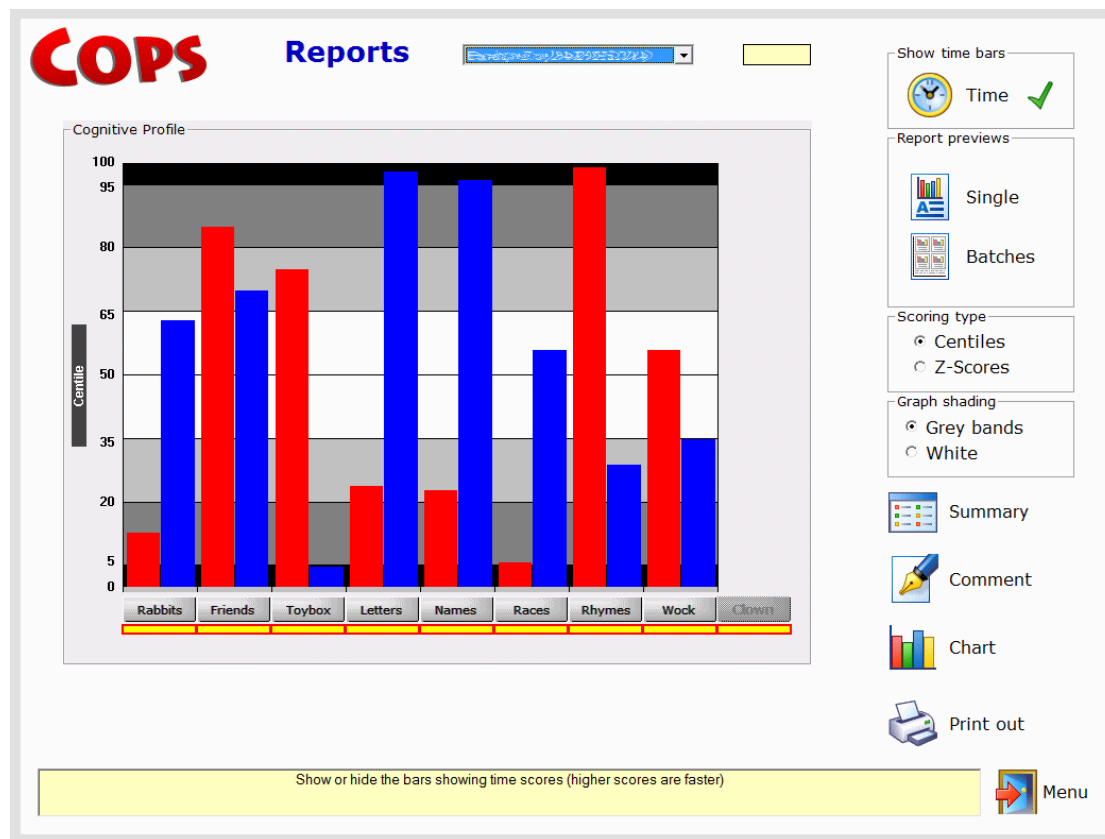 COPS
Reports
Show time bars
Time
Report previews
Single
Batches
Scoring type
Centiles
Z-Scores
Graph shading
Grey bands
White
Summary
Comment
Chart
Print out
Menu
Cognitive Profile
100
95
80
65
50
35
20
5
0
Centile
Rabbits Friends Toybox Letters Names Races Rhymes Wock Clown
Show or hide the bars showing time scores (higher scores are faster)